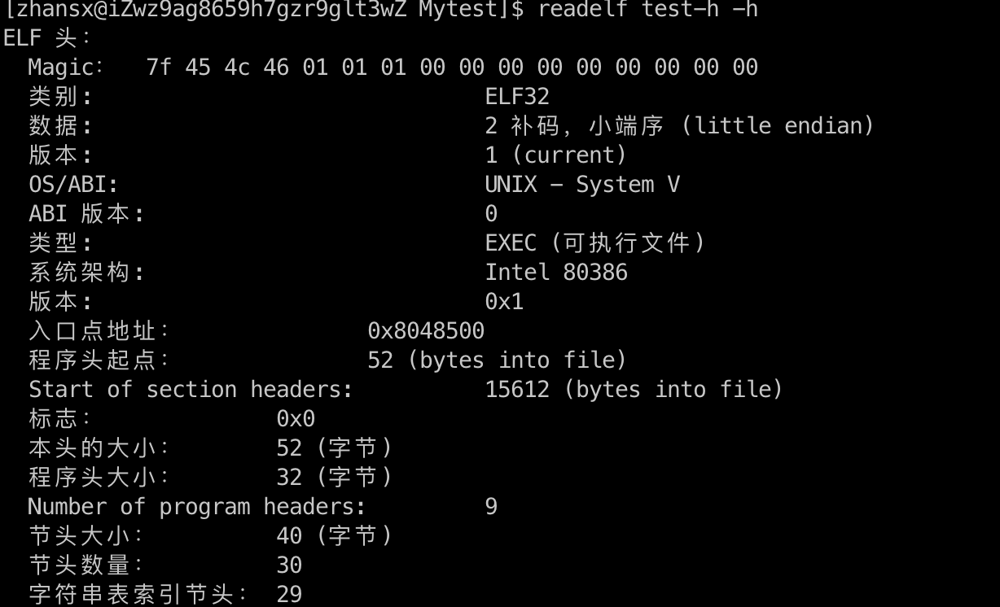 [zhansx@iZwz9ag8659h7gzr9glt3wZ Mytest]$ readelf test-h -h
ELF 头：
  Magic：   7f 45 4c 46 01 01 01 00 00 00 00 00 00 00 00 00
  类别:                              ELF32
  数据:                              2 补码，小端序 (little endian)
  版本:                              1 (current)
  OS/ABI:                            UNIX - System V
  ABI 版本:                          0
  类型:                              EXEC (可执行文件)
  系统架构:                          Intel 80386
  版本:                              0x1
  入口点地址：               0x8048500
  程序头起点：               52 (bytes into file)
  Start of section headers:          15612 (bytes into file)
  标志：             0x0
  本头的大小：       52 (字节)
  程序头大小：       32 (字节)
  Number of program headers:         9
  节头大小：         40 (字节)
  节头数量：         30
  字符串表索引节头： 29